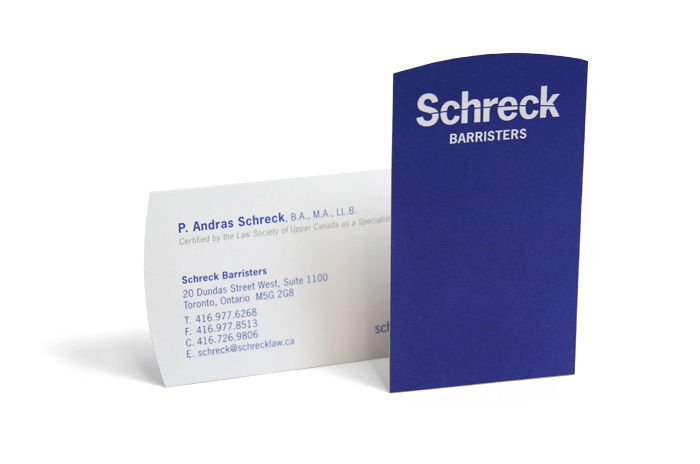 Schreck
BARRISTERS
P. Andras Schreck, B.A., M.A., LL.B.
Certified by the Law Society of Upper Canada as a Specialist
Schreck Barristers
20 Dundas Street West, Suite 1100
Toronto, Ontario M5G 2G8
T. 416.977.6268
F. 416.977.8513
C. 416.726.9806
E. schreck@schrecklaw.ca